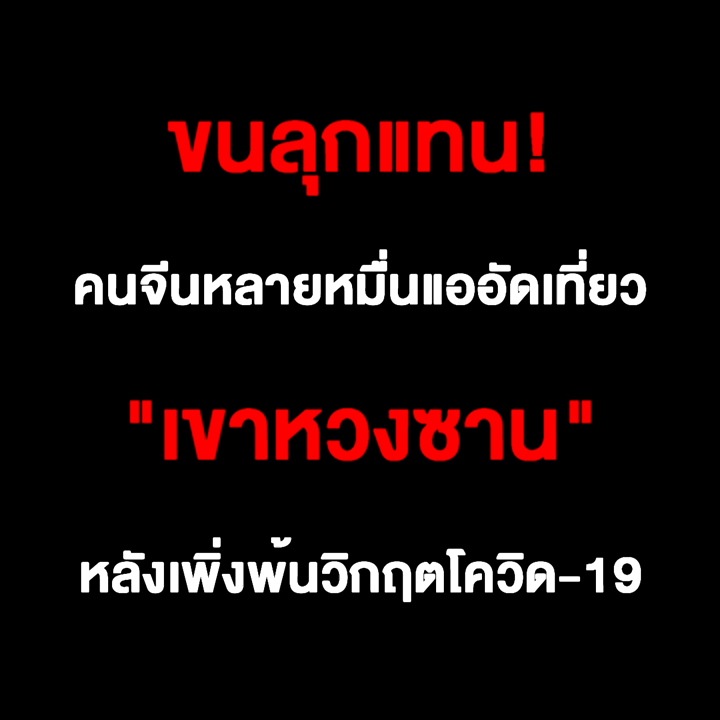 ขนลุกแทน!
คนจีนหลายหมื่นแออัดเที่ยว
"เขาหวงซาน"
หลังเพิ่งพ้นวิกฤตโควิด-19